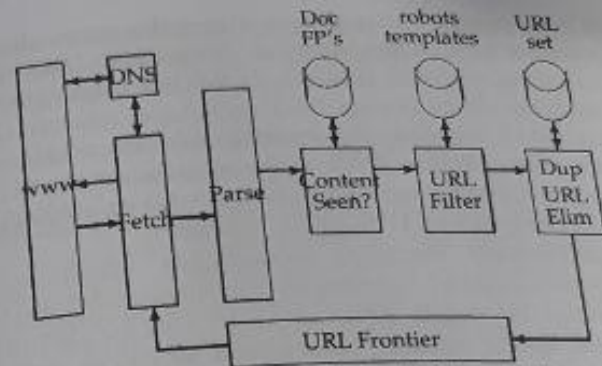 Doc
FP's
robots
templates
URL
set
DNS
www
Fetch
Parse
Content
Seen?
URL
Filter
Dup
URL
Elim
URL Frontier